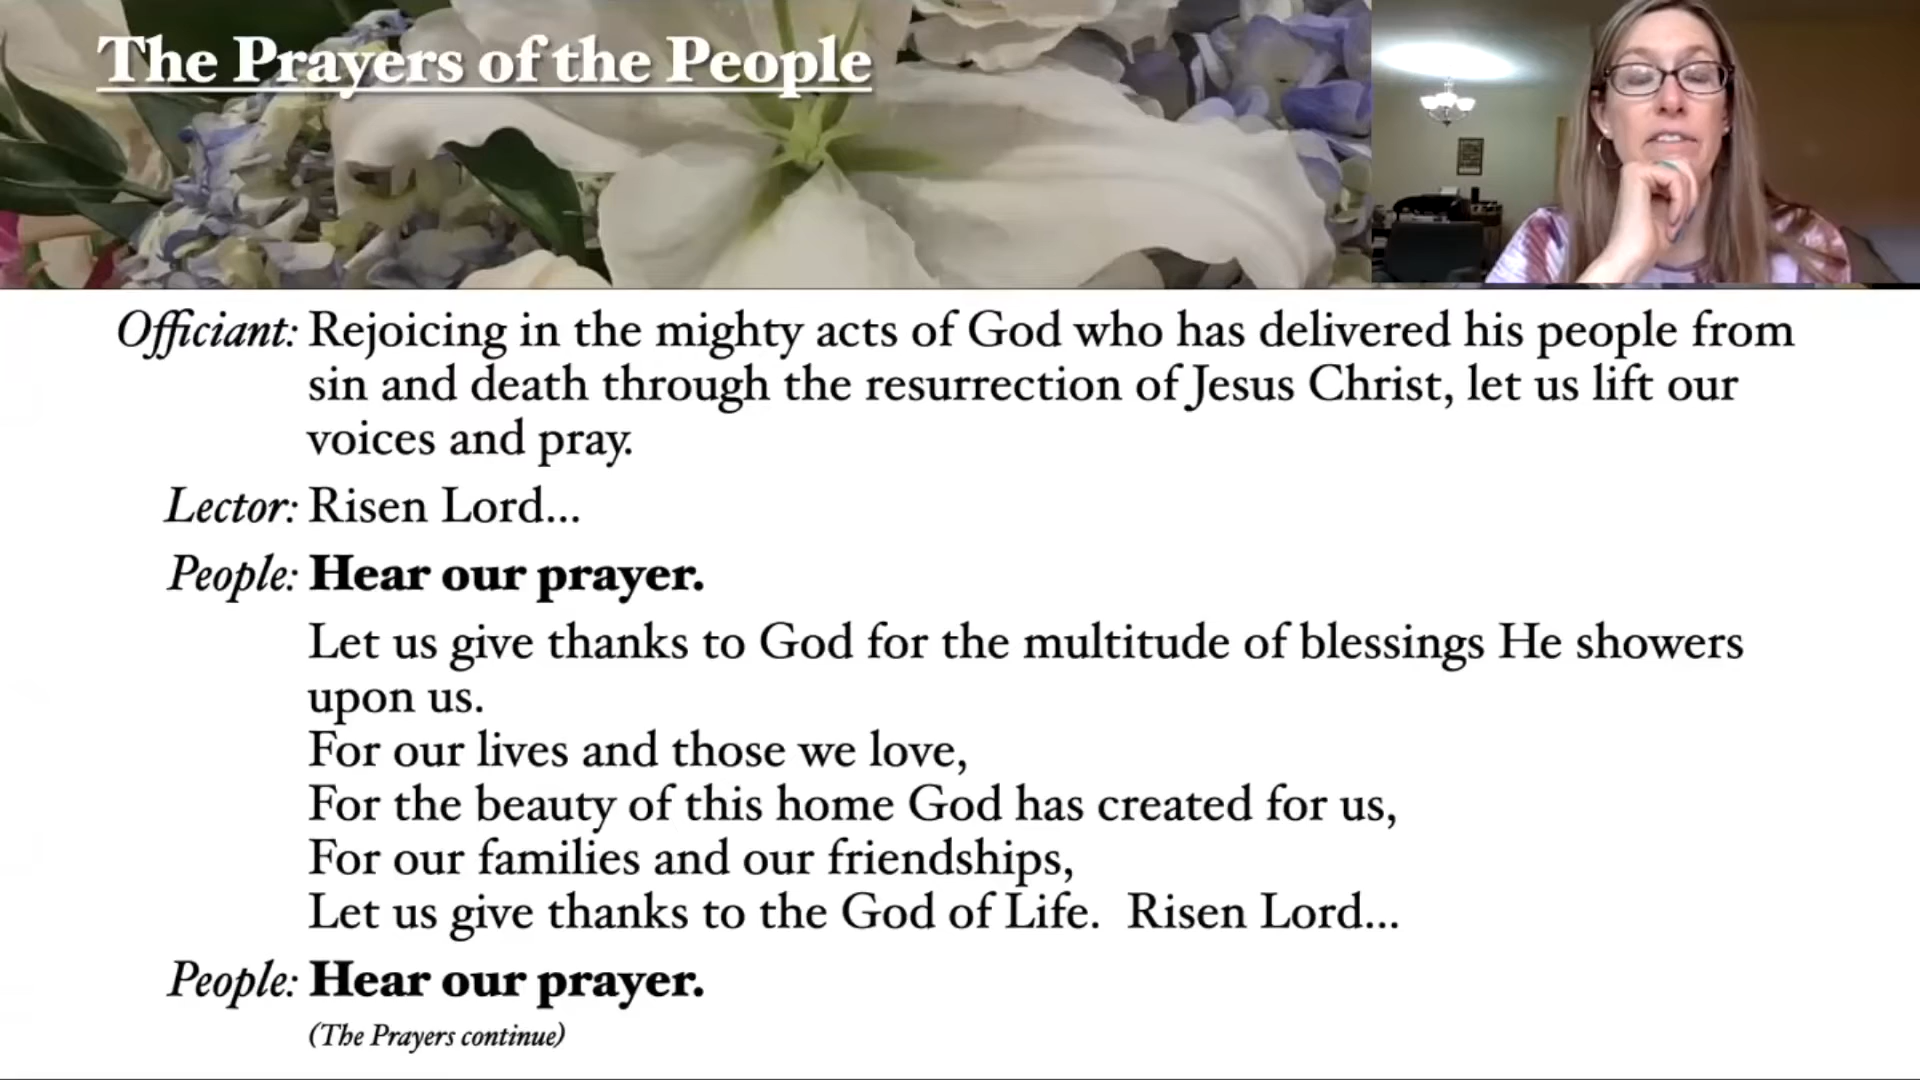 The Prayers of the People
Officiant: Rejoicing in the mighty acts of God who has delivered his people from
sin and death through the resurrection of Jesus Christ, let us lift our
voices and pray.
Lector: Risen Lord...
People: Hear our prayer.
Let us give thanks to God for the multitude of blessings He showers
upon us.
For our lives and those we love,
For the beauty of this home God has created for us,
For our families and our friendships,
Let us give thanks to the God of Life.  Risen Lord...
People: Hear our prayer.
(The Prayers continue)